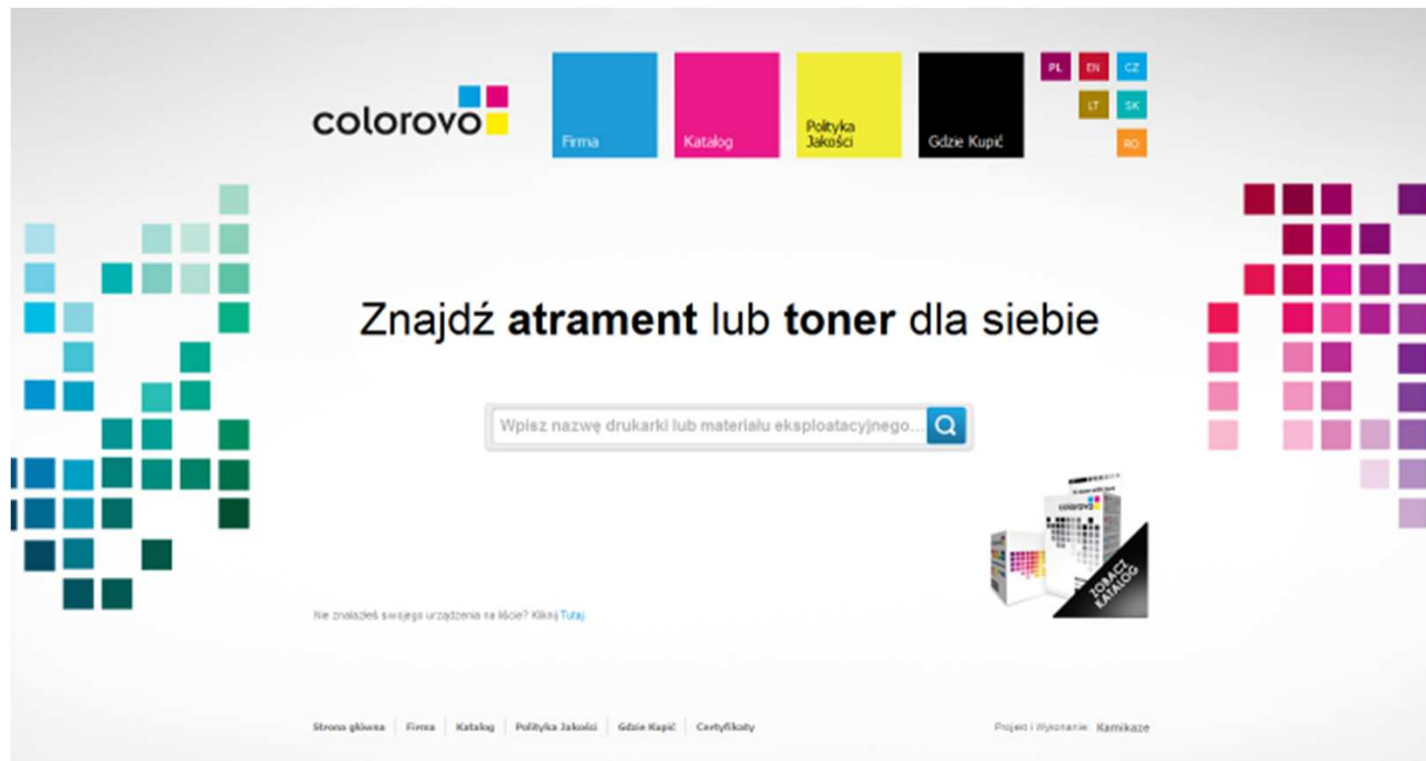 colorovo
Firma
Katalog
Polityka
Jakości
Gdzie Kupić
PL EN CZ
LT SK
RO
Znajdź atrament lub toner dla siebie
Wpisz nazwę drukarki lub materiału eksploatacyjnego...
colorovo
ZOBACZ
KATALOG
Nie znalazłeś swojego urządzenia na liście? Kliknij Tutaj
Strona główna Firma Katalog Polityka Jakości Gdzie Kupić Certyfikaty
Projekt i Wykonanie: Kamikaze